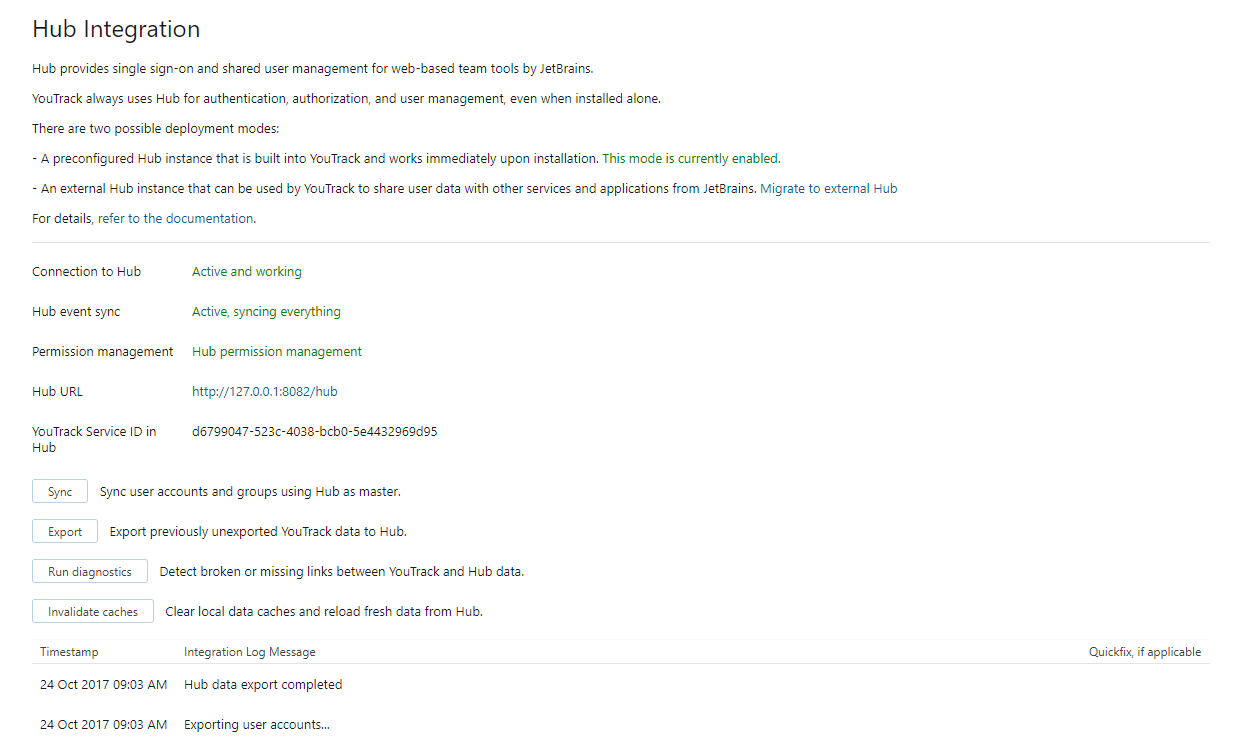 Hub Integration
Hub provides single sign-on and shared user management for web-based team tools by JetBrains.
YouTrack always uses Hub for authentication, authorization, and user management, even when installed alone.
There are two possible deployment modes:
- A preconfigured Hub instance that is built into YouTrack and works immediately upon installation. This mode is currently enabled.
- An external Hub instance that can be used by YouTrack to share user data with other services and applications from JetBrains. Migrate to external Hub
For details, refer to the documentation.
Connection to Hub Active and working
Hub event sync Active, syncing everything
Permission management Hub permission management
Hub URL http://127.0.0.1:8082/hub
YouTrack Service ID in d6799047-523c-4038-bcb0-5e4432969d95
Hub
Sync Sync user accounts and groups using Hub as master.
Export Export previously unexported YouTrack data to Hub.
Run diagnostics Detect broken or missing links between YouTrack and Hub data.
Invalidate caches Clear local data caches and reload fresh data from Hub.
Timestamp Integration Log Message Quickfix, if applicable
24 Oct 2017 09:03 AM Hub data export completed
24 Oct 2017 09:03 AM Exporting user accounts...